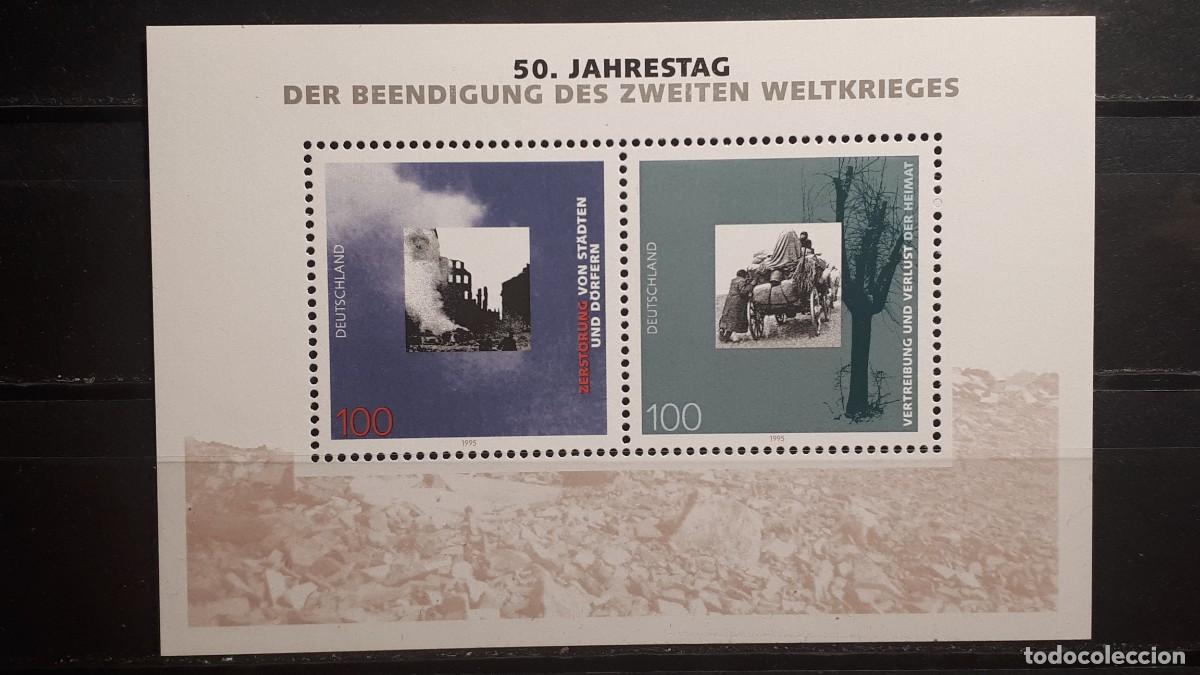 50. JAHRESTAG
DER BEENDIGUNG DES ZWEITEN WELTKRIEGES
DEUTSCHLAND
ZERSTÖRUNG VON STÄDTEN
UND DÖRFERN
100
1995
DEUTSCHLAND
VERTREIBUNG UND VERLUST DER HEIMAT
100
1995
todocoleccion